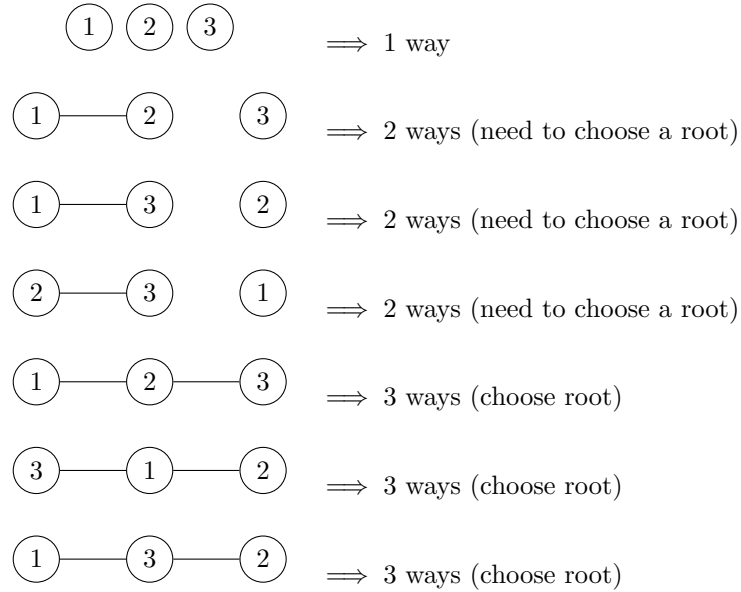 1 2 3 ⟹ 1 way
1 2 3 ⟹ 2 ways (need to choose a root)
1 3 2 ⟹ 2 ways (need to choose a root)
2 3 1 ⟹ 2 ways (need to choose a root)
1 2 3 ⟹ 3 ways (choose root)
3 1 2 ⟹ 3 ways (choose root)
1 3 2 ⟹ 3 ways (choose root)